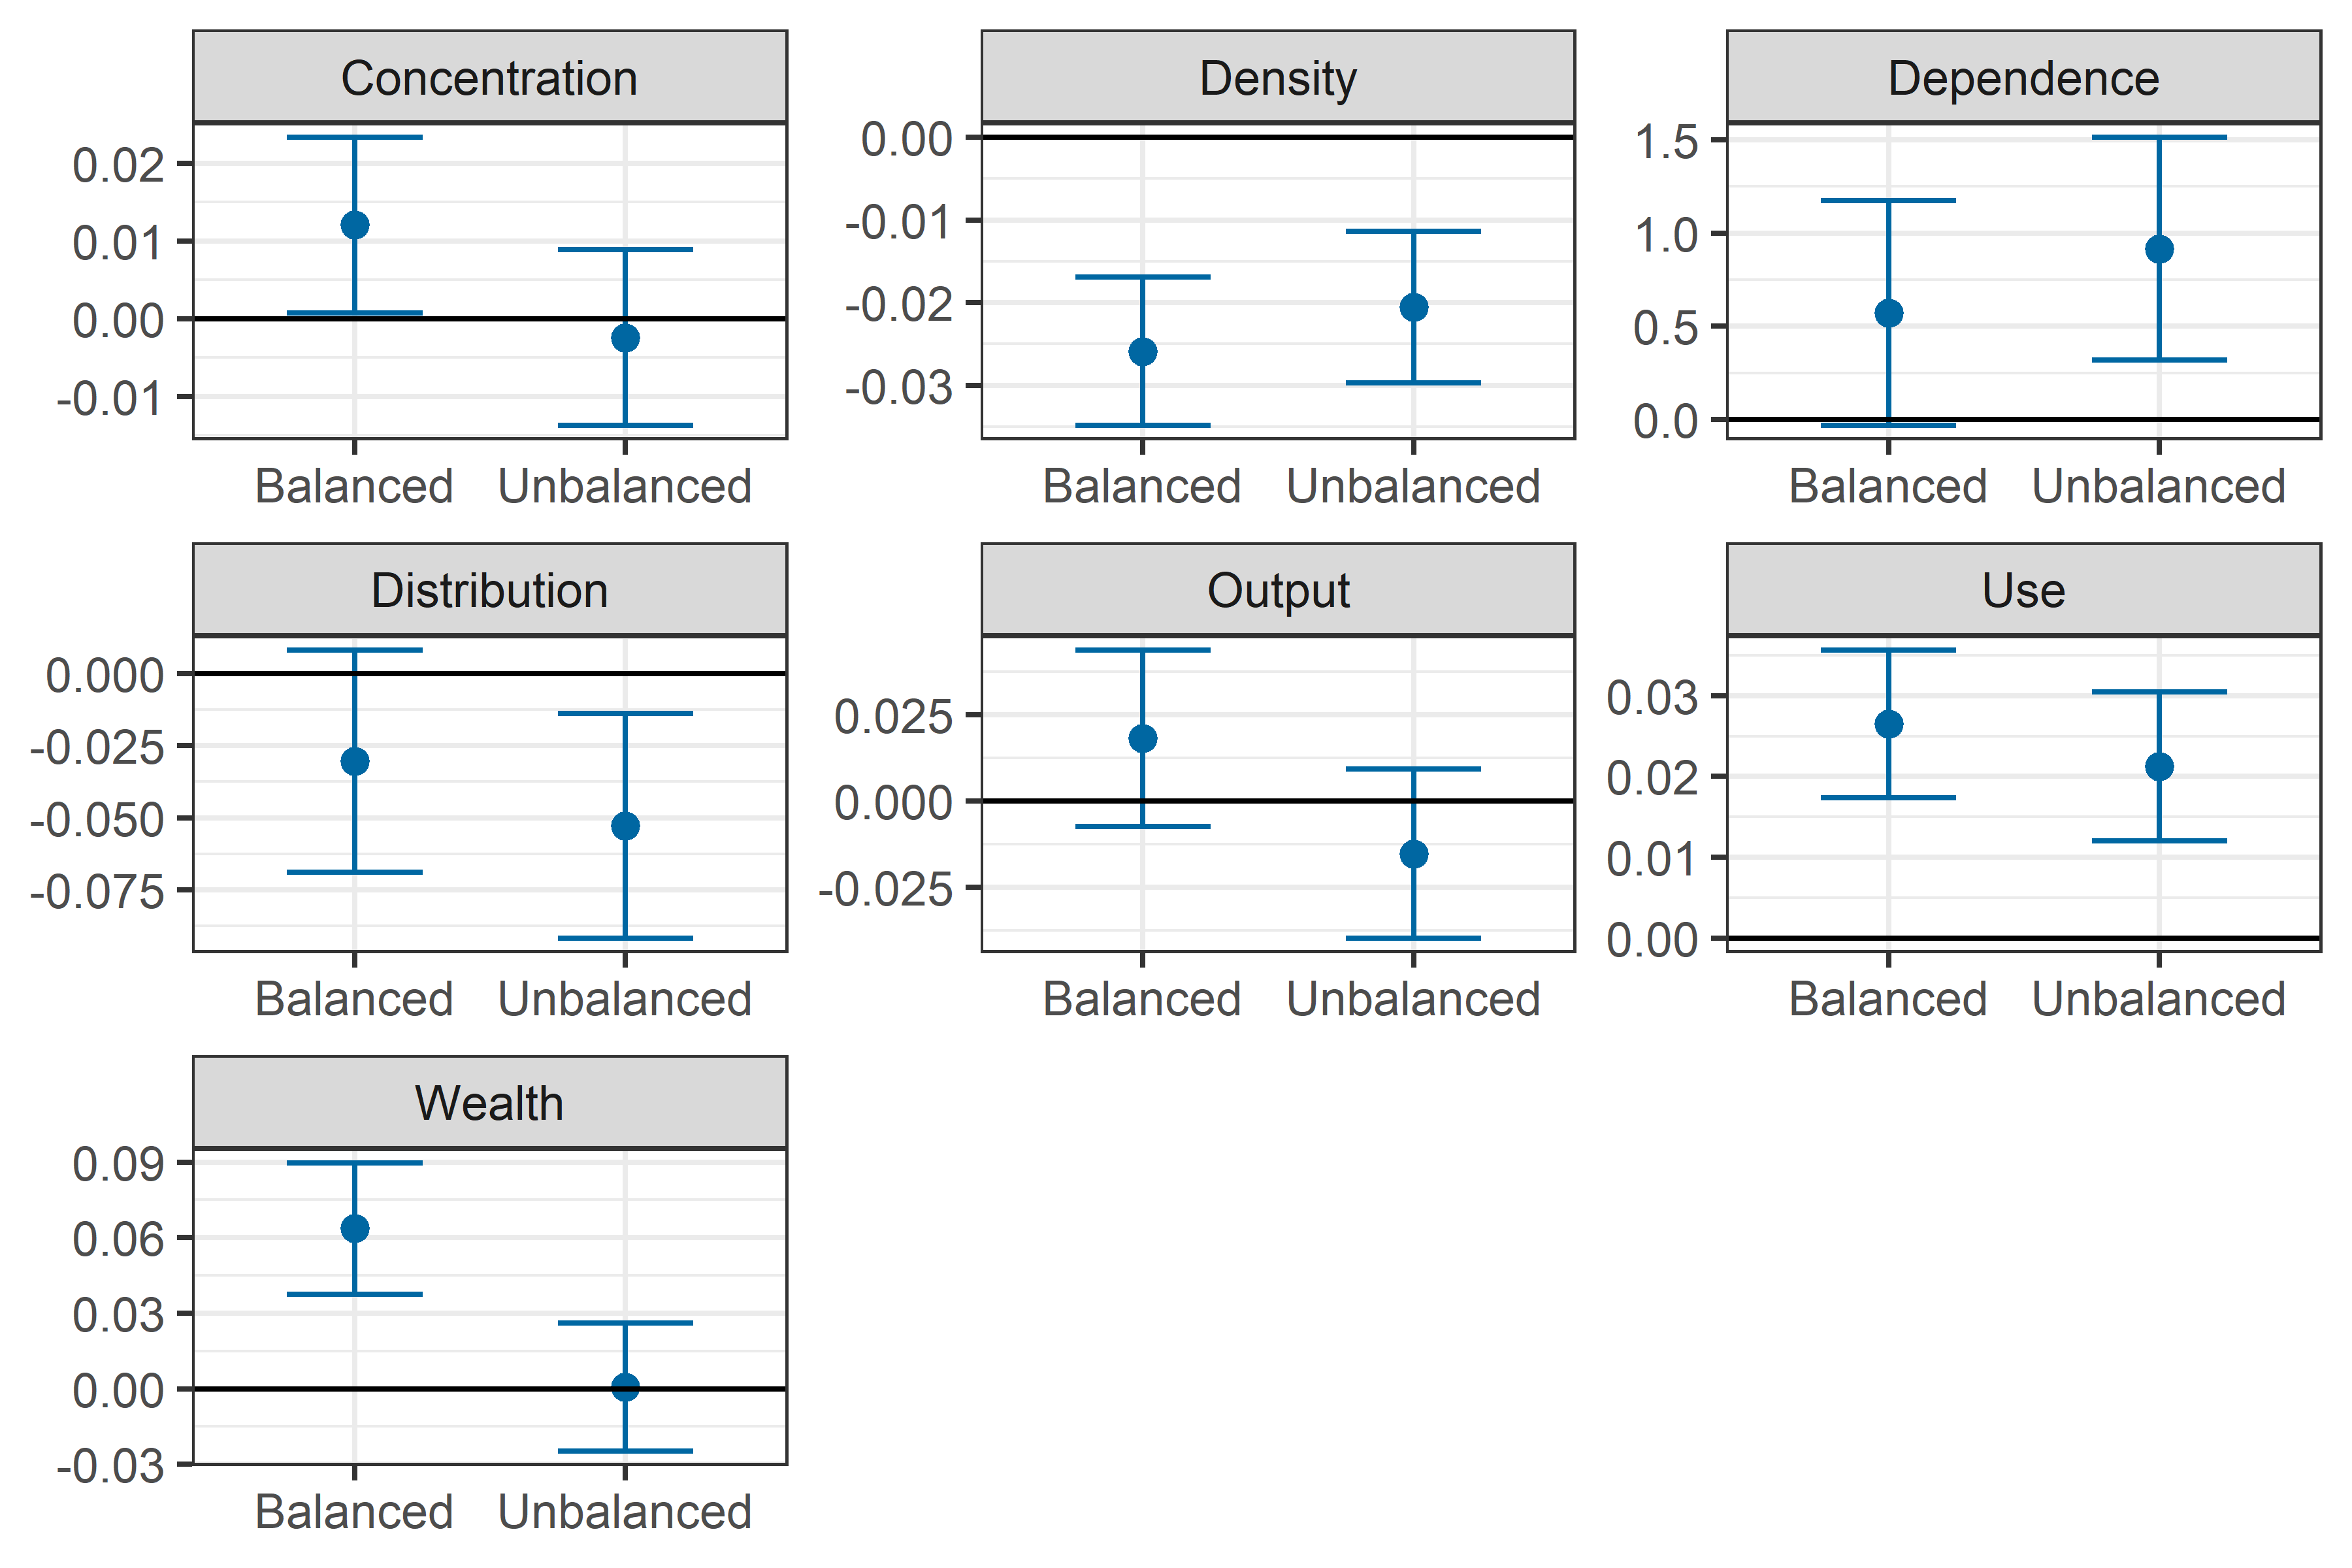 Concentration
Density
Dependence
0.02
0.01
0.00
-0.01
0.00
-0.01
-0.02
-0.03
1.5
1.0
0.5
0.0
Balanced Unbalanced
Balanced Unbalanced
Balanced Unbalanced
Distribution
Output
Use
0.000
-0.025
-0.050
-0.075
0.025
0.000
-0.025
0.03
0.02
0.01
0.00
Balanced Unbalanced
Balanced Unbalanced
Balanced Unbalanced
Wealth
0.09
0.06
0.03
0.00
-0.03
Balanced Unbalanced